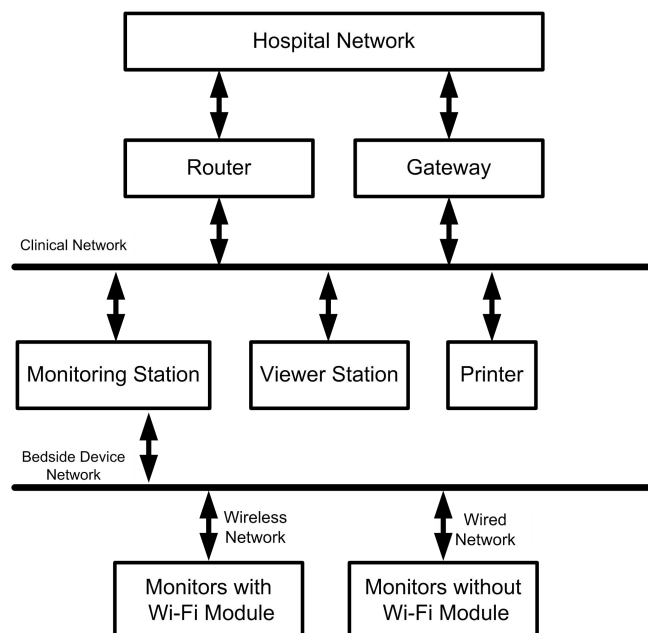 Hospital Network
Router
Gateway
Clinical Network
Monitoring Station
Viewer Station
Printer
Bedside Device
Network
Wireless
Network
Wired
Network
Monitors with
Wi-Fi Module
Monitors without
Wi-Fi Module